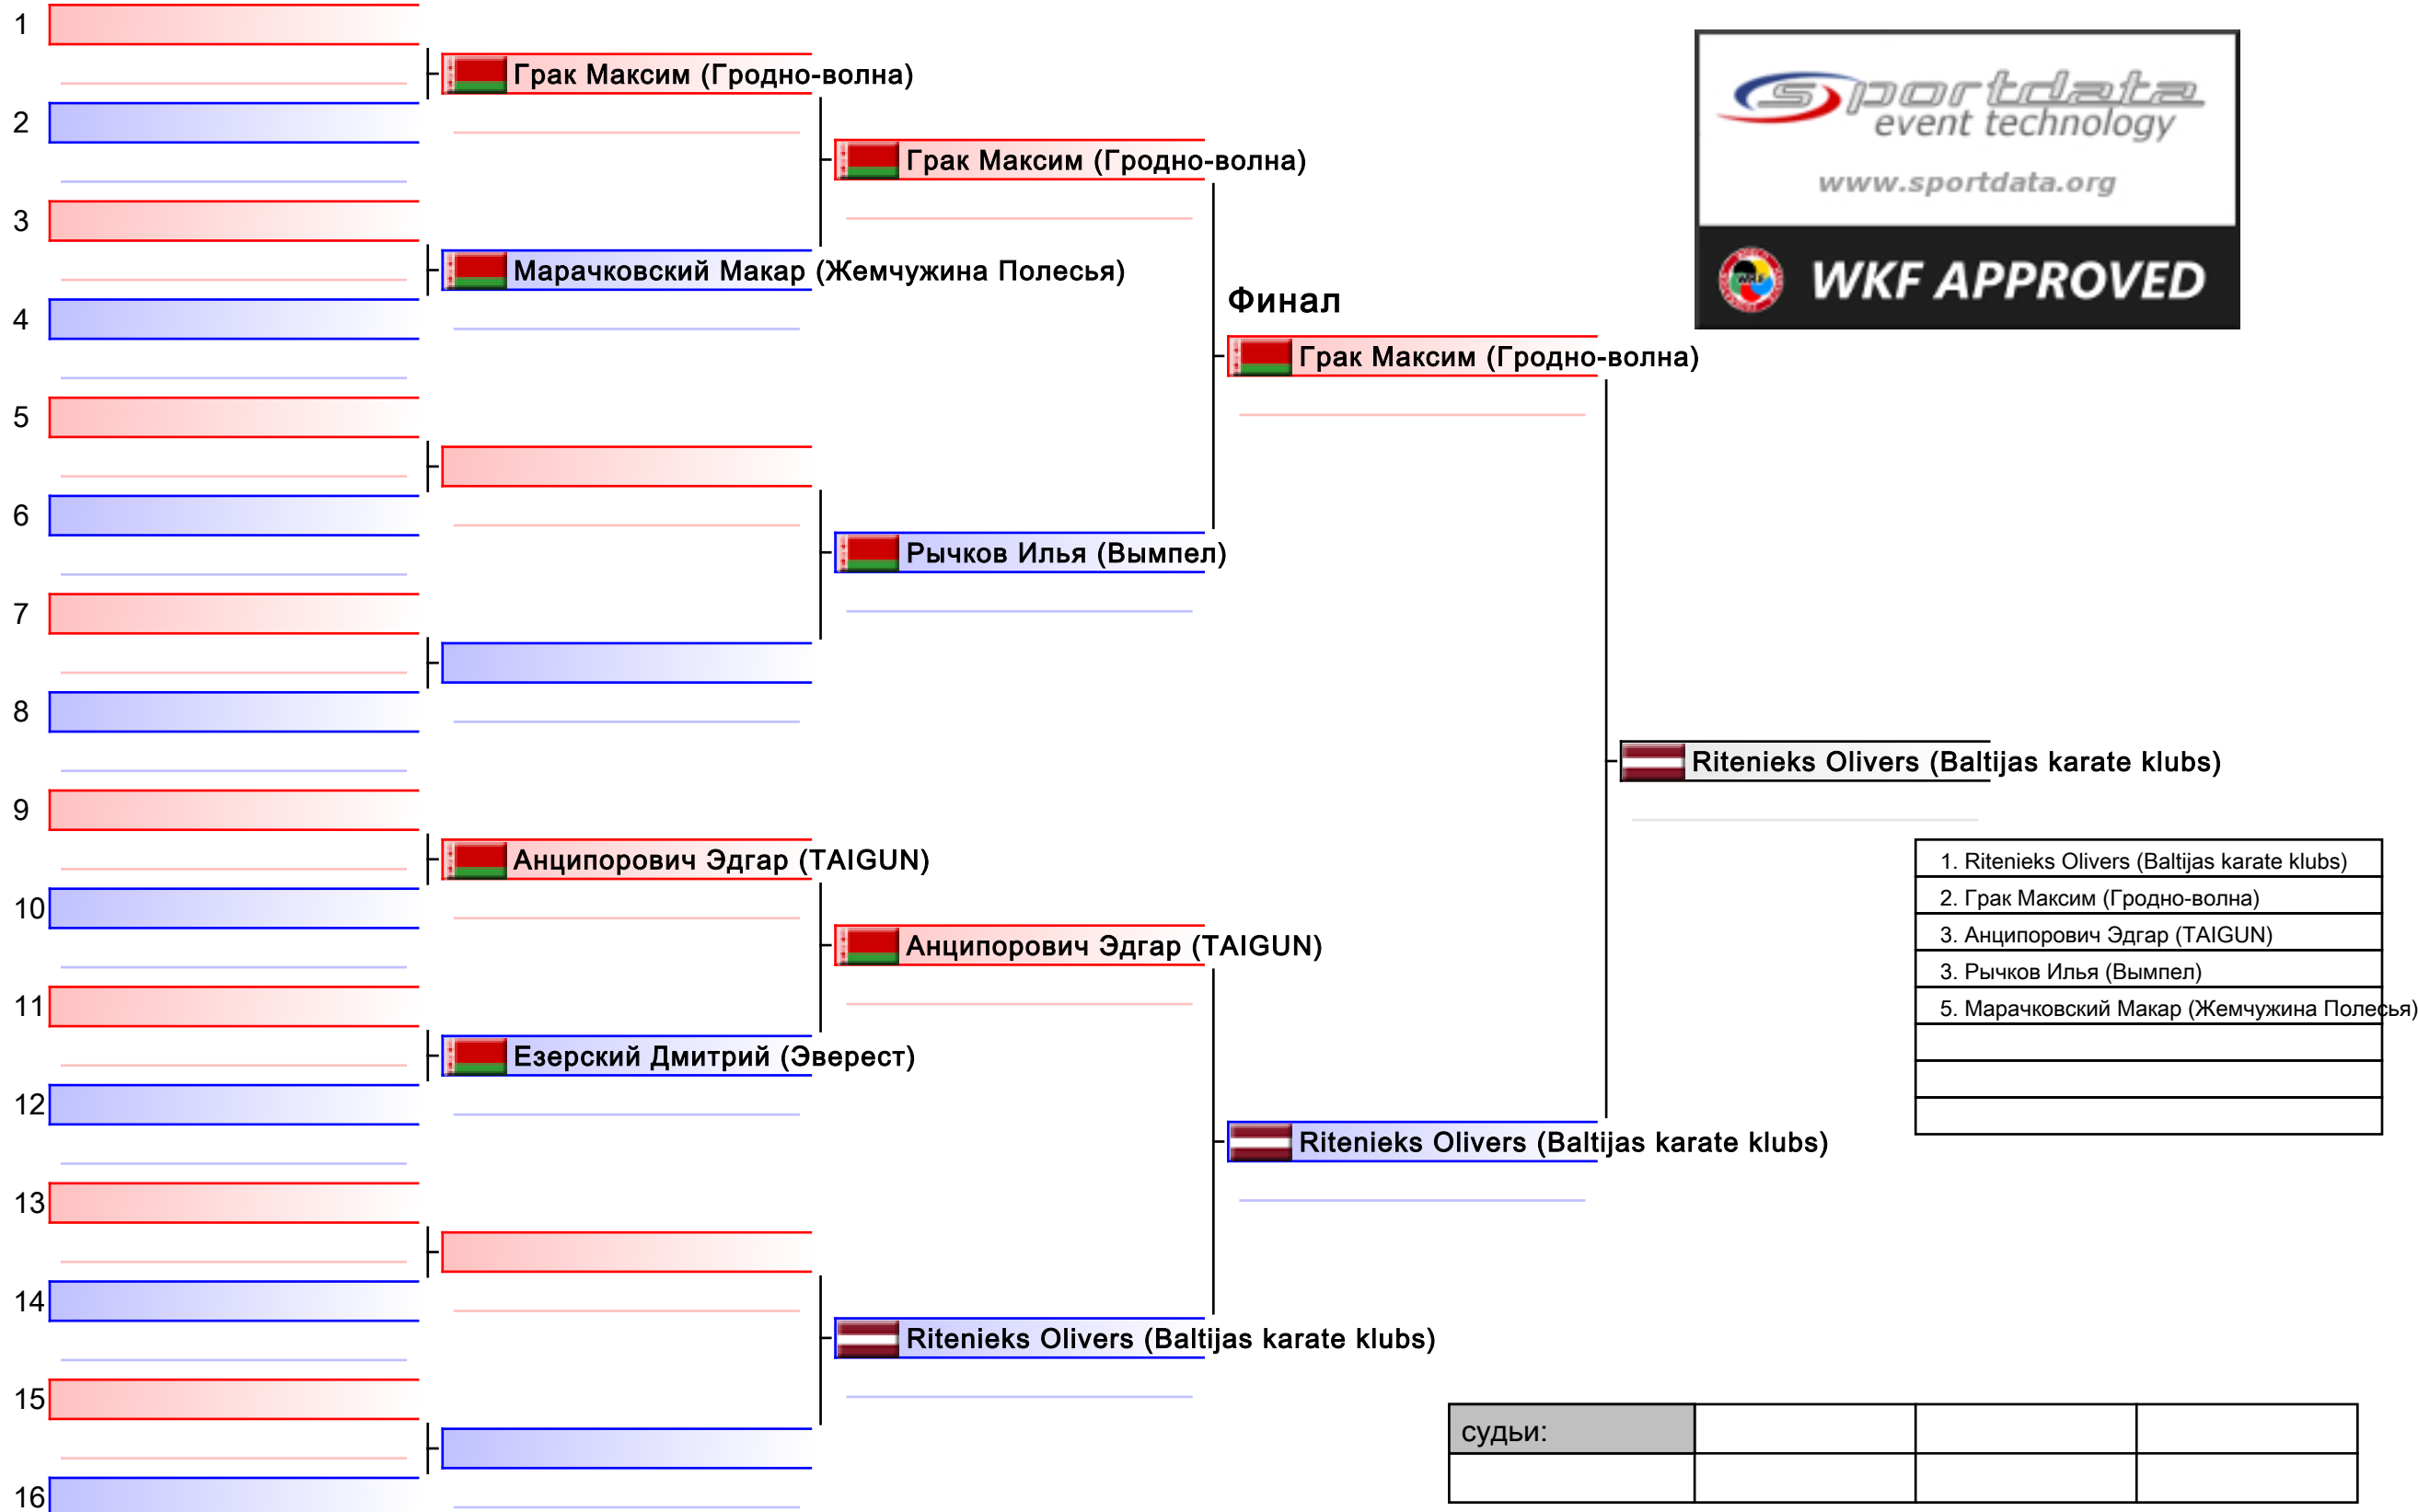 1
Грак Максим (Гродно-волна)
2
Грак Максим (Гродно-волна)
3
Марачковский Макар (Жемчужина Полесья)
4
Финал
Грак Максим (Гродно-волна)
5
6
Рычков Илья (Вымпел)
7
8
Ritenieks Olivers (Baltijas karate klubs)
9
Анципорович Эдгар (TAIGUN)
10
Анципорович Эдгар (TAIGUN)
11
Езерский Дмитрий (Эверест)
12
Ritenieks Olivers (Baltijas karate klubs)
13
14
Ritenieks Olivers (Baltijas karate klubs)
15
16
sportdata
event technology
www.sportdata.org
WKF
WKF APPROVED
1. Ritenieks Olivers (Baltijas karate klubs)
2. Грак Максим (Гродно-волна)
3. Анципорович Эдгар (TAIGUN)
3. Рычков Илья (Вымпел)
5. Марачковский Макар (Жемчужина Полесья)
судьи: